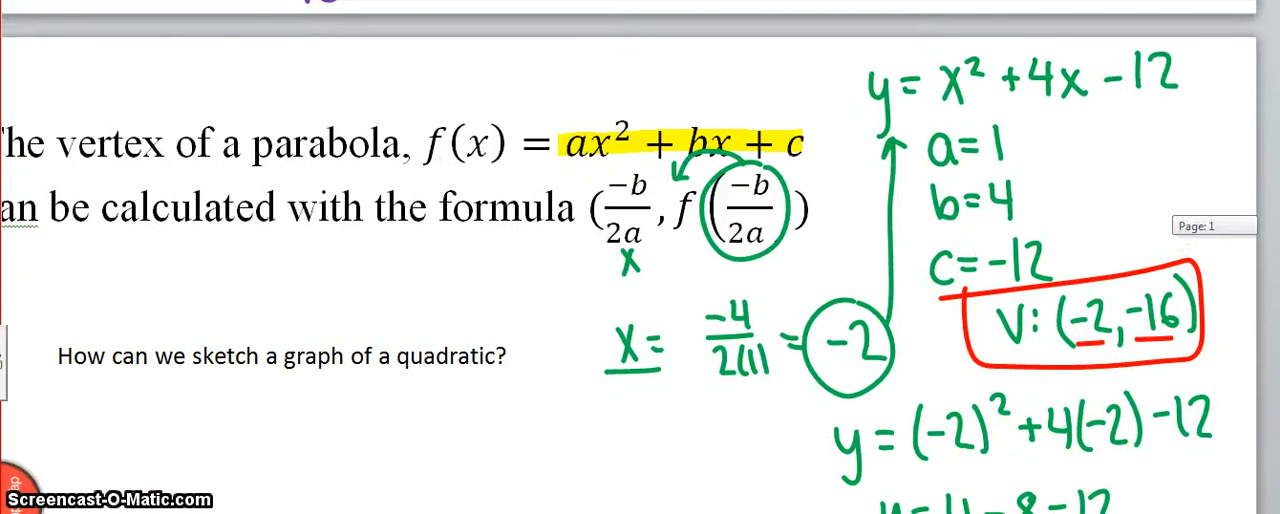 y = x² + 4x - 12
he vertex of a parabola, f(x) = ax² + bx + c
a = 1
an be calculated with the formula (-b/2a, f(-b/2a))
b = 4
Page: 1
x
c = -12
V: (-2, -16)
x = -4/2(1) = -2
How can we sketch a graph of a quadratic?
y = (-2)² + 4(-2) - 12
Screencast-O-Matic.com